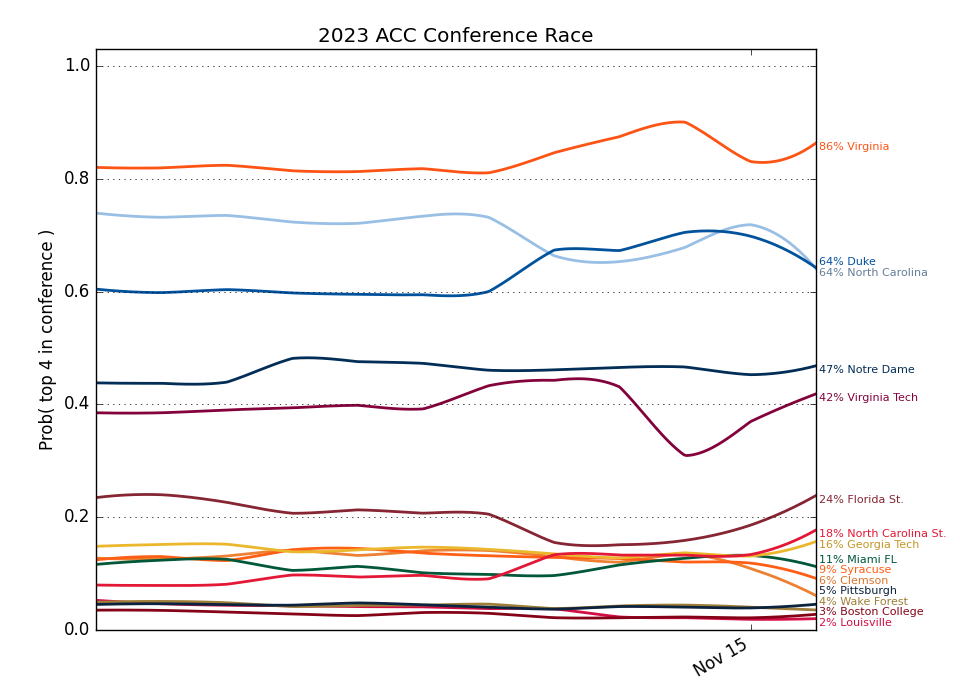 2023 ACC Conference Race
Prob( top 4 in conference )
1.0
0.8
0.6
0.4
0.2
0.0
Nov 15
86% Virginia
64% Duke
64% North Carolina
47% Notre Dame
42% Virginia Tech
24% Florida St.
18% North Carolina St.
16% Georgia Tech
11% Miami FL
9% Syracuse
6% Clemson
5% Pittsburgh
4% Wake Forest
3% Boston College
2% Louisville